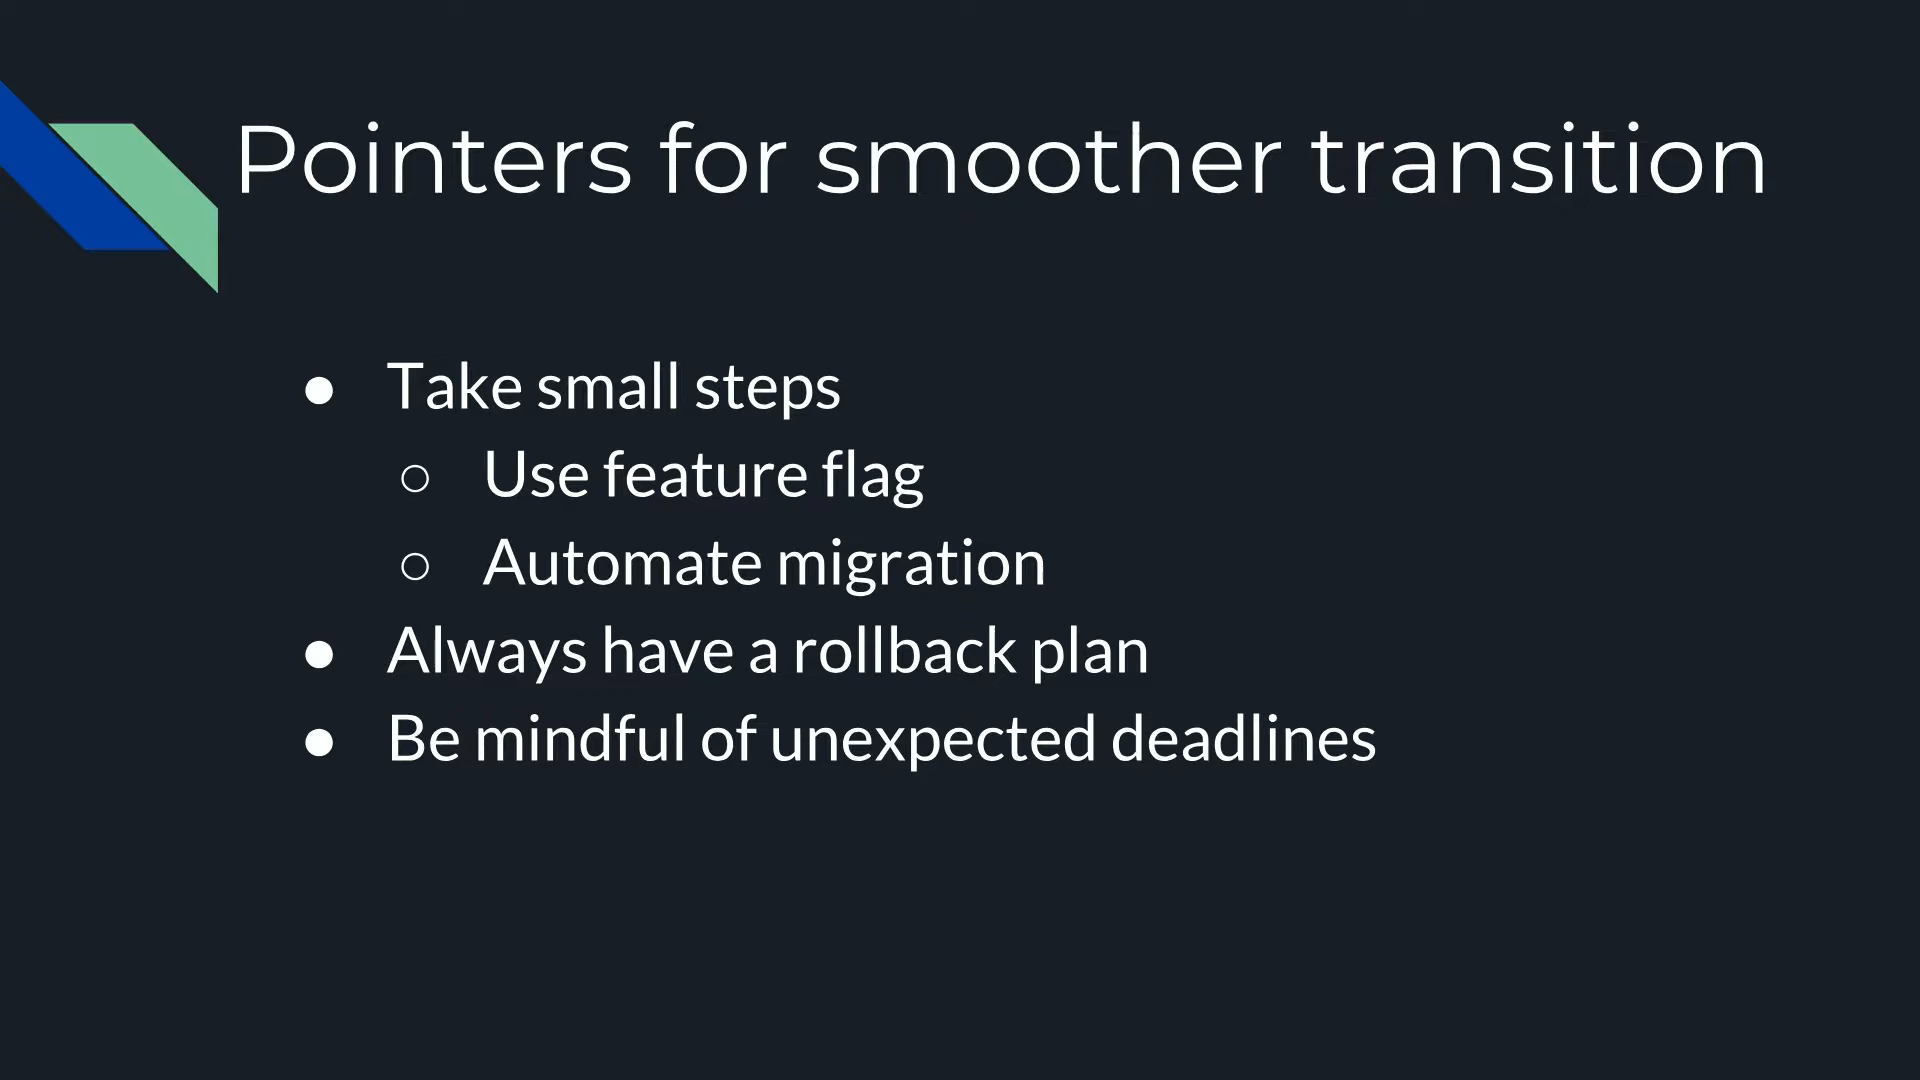 Pointers for smoother transition
● Take small steps
○ Use feature flag
○ Automate migration
● Always have a rollback plan
● Be mindful of unexpected deadlines